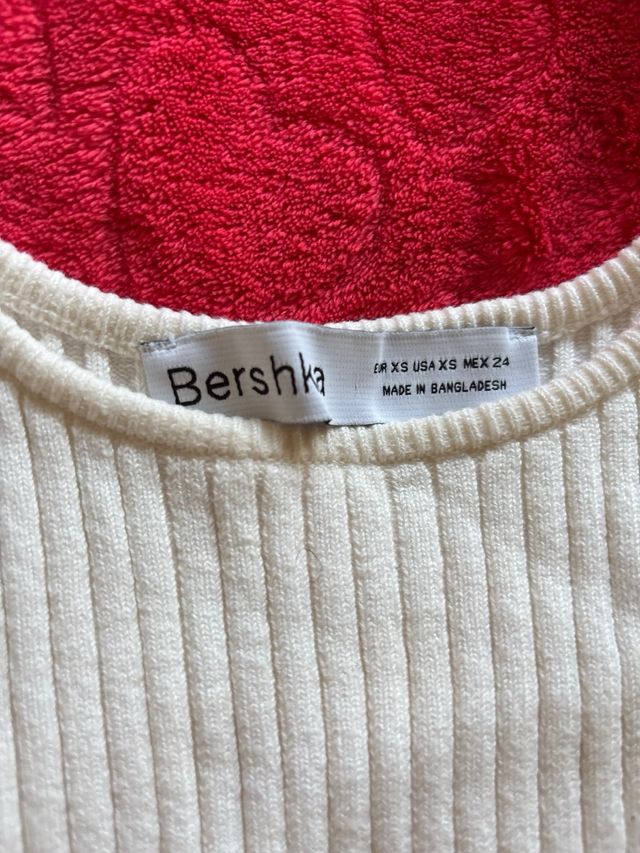 Bershka
EUR XS USA XS MEX 24
MADE IN BANGLADESH